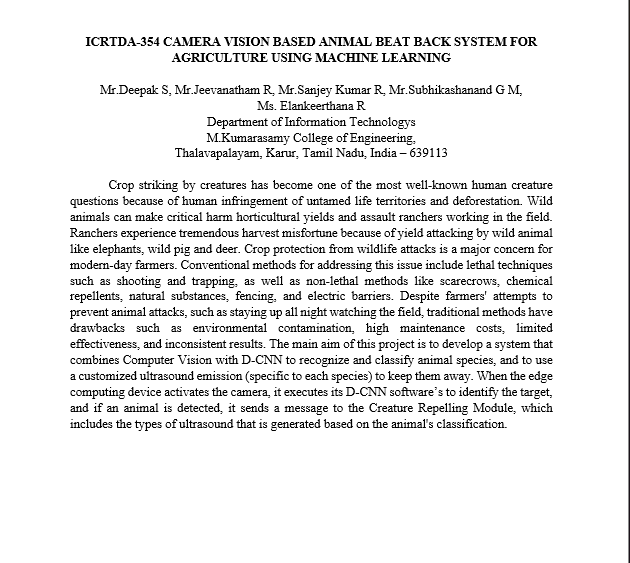 ICRTDA-354 CAMERA VISION BASED ANIMAL BEAT BACK SYSTEM FOR
AGRICULTURE USING MACHINE LEARNING
Mr.Deepak S, Mr.Jeevanatham R, Mr.Sanjey Kumar R, Mr.Subhikashanand G M,
Ms. Elankeerthana R
Department of Information Technologys
M.Kumarasamy College of Engineering,
Thalavapalayam, Karur, Tamil Nadu, India – 639113
Crop striking by creatures has become one of the most well-known human creature
questions because of human infringement of untamed life territories and deforestation. Wild
animals can make critical harm horticultural yields and assault ranchers working in the field.
Ranchers experience tremendous harvest misfortune because of yield attacking by wild animal
like elephants, wild pig and deer. Crop protection from wildlife attacks is a major concern for
modern-day farmers. Conventional methods for addressing this issue include lethal techniques
such as shooting and trapping, as well as non-lethal methods like scarecrows, chemical
repellents, natural substances, fencing, and electric barriers. Despite farmers' attempts to
prevent animal attacks, such as staying up all night watching the field, traditional methods have
drawbacks such as environmental contamination, high maintenance costs, limited
effectiveness, and inconsistent results. The main aim of this project is to develop a system that
combines Computer Vision with D-CNN to recognize and classify animal species, and to use
a customized ultrasound emission (specific to each species) to keep them away. When the edge
computing device activates the camera, it executes its D-CNN software’s to identify the target,
and if an animal is detected, it sends a message to the Creature Repelling Module, which
includes the types of ultrasound that is generated based on the animal's classification.